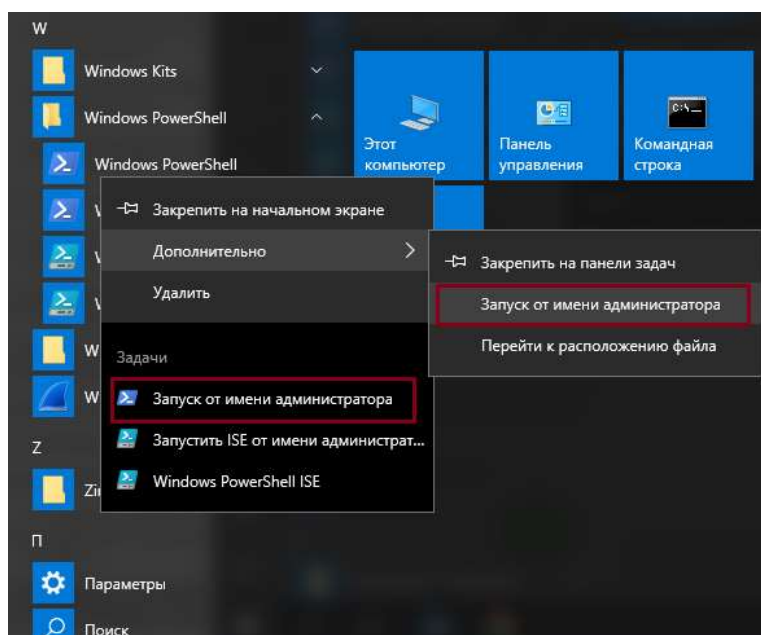 W
Windows Kits
Windows PowerShell
Windows PowerShell
W
W
W
W
W
Z
Zi
П
Параметры
Поиск
Этот
компьютер
Панель
управления
Командная
строка
Закрепить на начальном экране
Дополнительно
Удалить
Задачи
Запуск от имени администратора
Запустить ISE от имени администрат...
Windows PowerShell ISE
Закрепить на панели задач
Запуск от имени администратора
Перейти к расположению файла